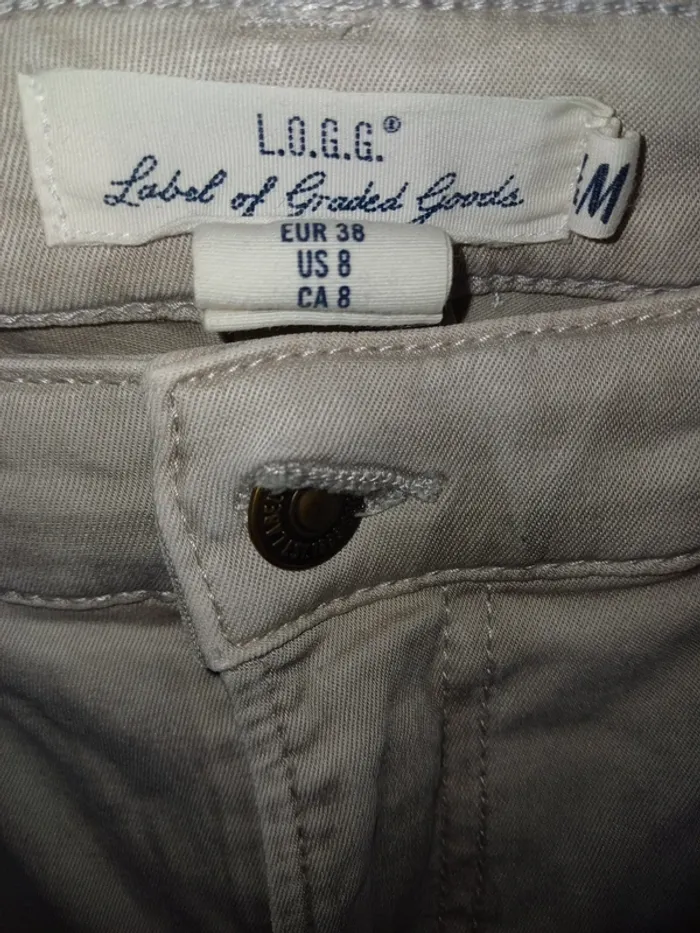 L.O.G.G.®
Label of Graded Goods
M
EUR 38
US 8
CA 8